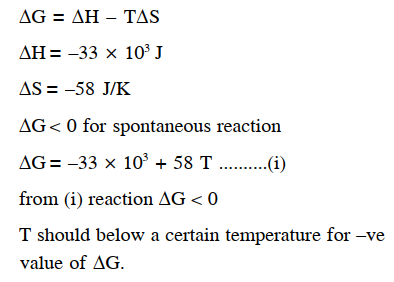 ΔG = ΔH – TΔS
ΔH = –33 × 10³ J
ΔS = –58 J/K
ΔG < 0 for spontaneous reaction
ΔG = –33 × 10³ + 58 T ..........(i)
from (i) reaction ΔG < 0
T should below a certain temperature for –ve
value of ΔG.